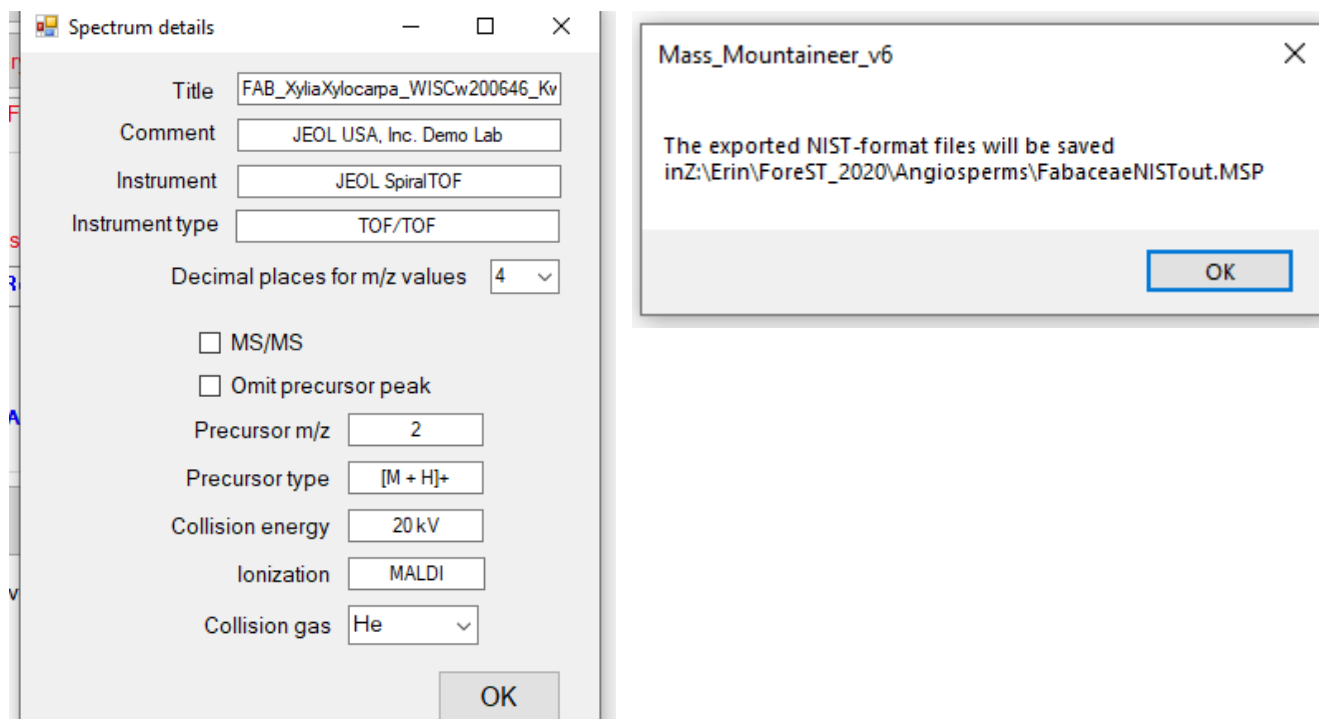 Spectrum details
Title FAB_XyliaXylocarpa_WISCw200646_Kw
Comment JEOL USA, Inc. Demo Lab
Instrument JEOL SpiralTOF
Instrument type TOF/TOF
Decimal places for m/z values 4
MS/MS
Omit precursor peak
Precursor m/z 2
Precursor type [M + H]+
Collision energy 20 kV
Ionization MALDI
Collision gas He
OK
Mass_Mountaineer_v6
The exported NIST-format files will be saved
inZ:\Erin\ForeST_2020\Angiosperms\FabaceaeNISTout.MSP
OK